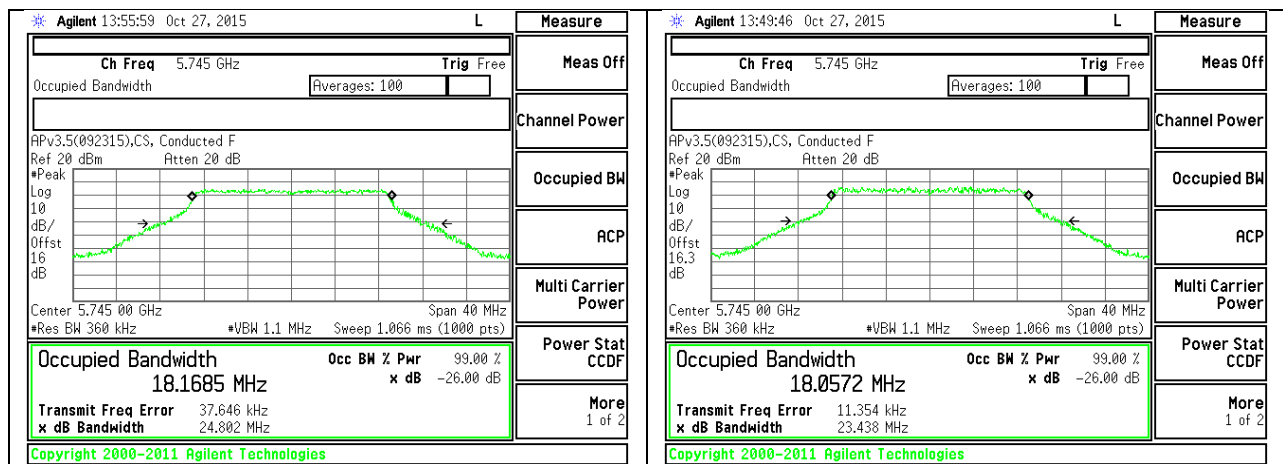 Agilent 13:55:59 Oct 27, 2015 L Measure
Ch Freq 5.745 GHz Trig Free
Occupied Bandwidth Averages: 100
APv3.5(092315),CS, Conducted F
Ref 20 dBm Atten 20 dB
#Peak
Log
10
dB/
Offst
16
dB
Center 5.745 00 GHz Span 40 MHz
#Res BW 360 kHz #VBW 1.1 MHz Sweep 1.066 ms (1000 pts)
Occupied Bandwidth Occ BW % Pwr 99.00 %
18.1685 MHz x dB -26.00 dB
Transmit Freq Error 37.646 kHz
x dB Bandwidth 24.802 MHz
Copyright 2000-2011 Agilent Technologies
Meas Off
Channel Power
Occupied BW
ACP
Multi Carrier
Power
Power Stat
CCDF
More
1 of 2
Agilent 13:49:46 Oct 27, 2015 L Measure
Ch Freq 5.745 GHz Trig Free
Occupied Bandwidth Averages: 100
APv3.5(092315),CS, Conducted F
Ref 20 dBm Atten 20 dB
#Peak
Log
10
dB/
Offst
16.3
dB
Center 5.745 00 GHz Span 40 MHz
#Res BW 360 kHz #VBW 1.1 MHz Sweep 1.066 ms (1000 pts)
Occupied Bandwidth Occ BW % Pwr 99.00 %
18.0572 MHz x dB -26.00 dB
Transmit Freq Error 11.354 kHz
x dB Bandwidth 23.438 MHz
Copyright 2000-2011 Agilent Technologies
Meas Off
Channel Power
Occupied BW
ACP
Multi Carrier
Power
Power Stat
CCDF
More
1 of 2